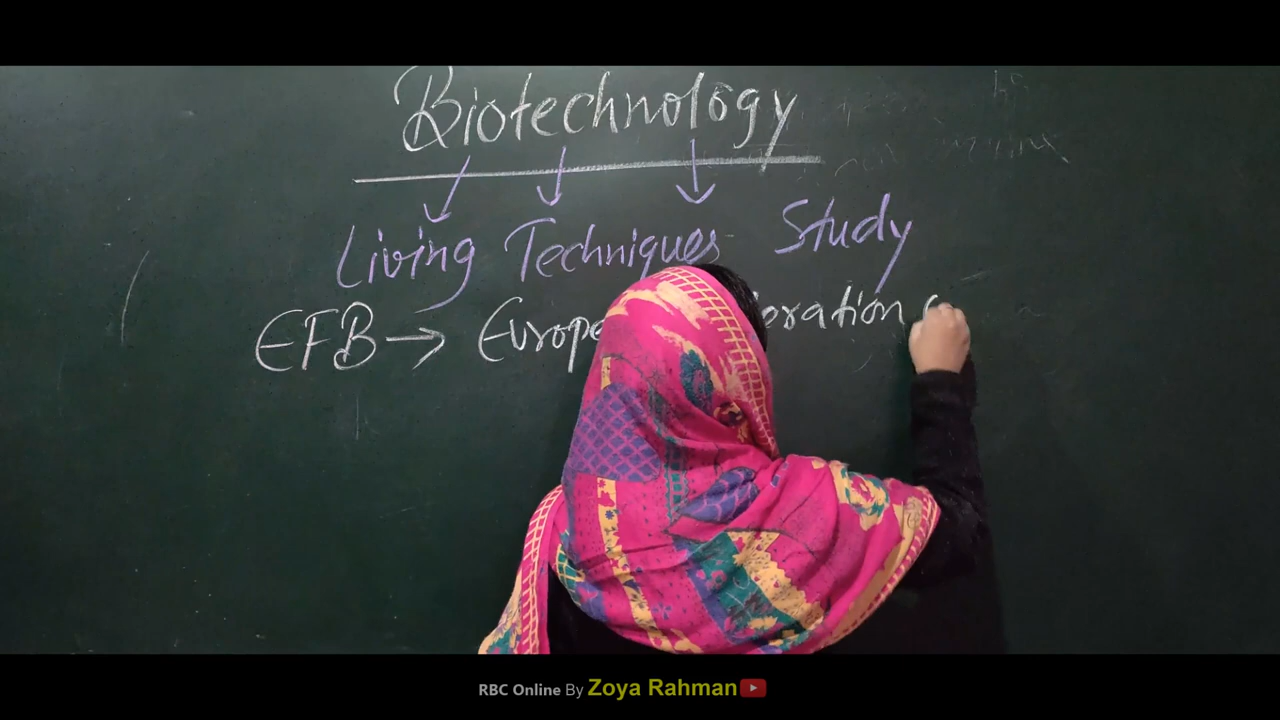 Biotechnology
Living Techniques Study
EFB → Europe eration
RBC Online By Zoya Rahman